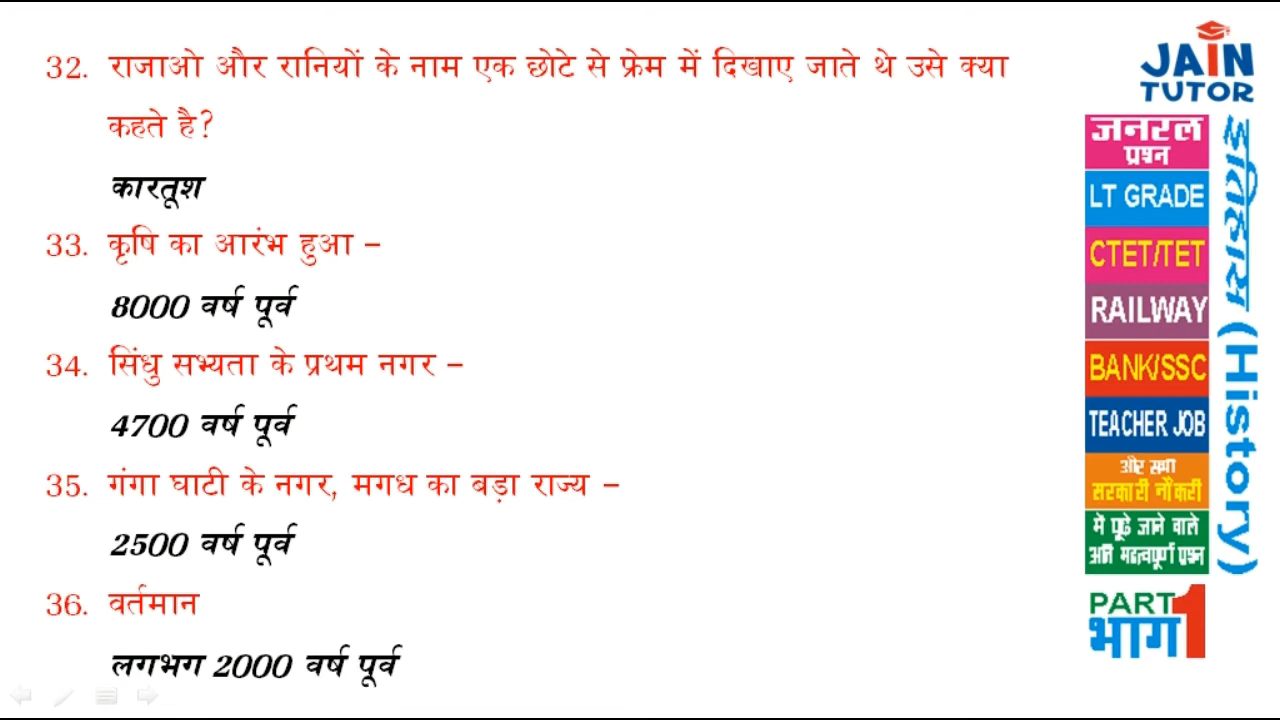 32. राजाओ और रानियों के नाम एक छोटे से फ्रेम में दिखाए जाते थे उसे क्या
कहते है?
कारतूश
33. कृषि का आरंभ हुआ –
8000 वर्ष पूर्व
34. सिंधु सभ्यता के प्रथम नगर –
4700 वर्ष पूर्व
35. गंगा घाटी के नगर, मगध का बड़ा राज्य –
2500 वर्ष पूर्व
36. वर्तमान
लगभग 2000 वर्ष पूर्व
JAIN
TUTOR
जनरल
प्रश्न
LT GRADE
CTET/TET
RAILWAY
BANK/SSC
TEACHER JOB
और सभी
सरकारी नौकरी
में पूछे जाने वाले
अति महत्वपूर्ण प्रश्न
इतिहास (History)
PART 1
भाग